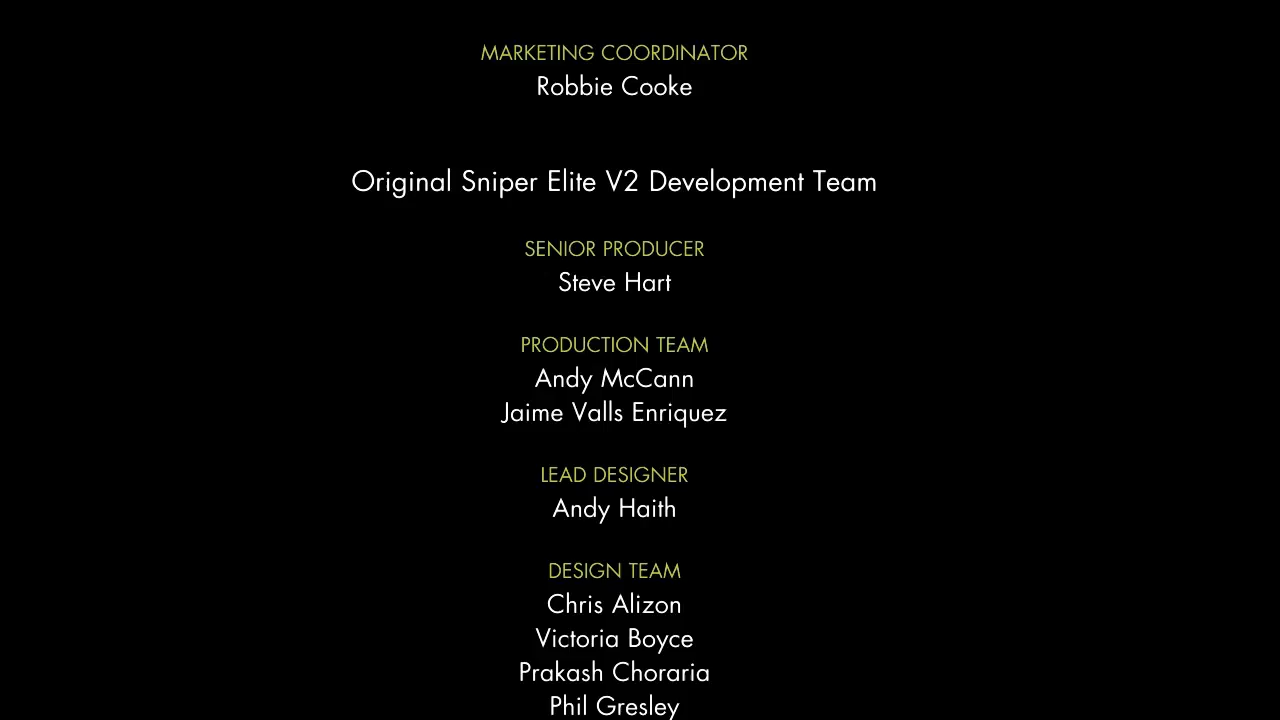 MARKETING COORDINATOR
Robbie Cooke
Original Sniper Elite V2 Development Team
SENIOR PRODUCER
Steve Hart
PRODUCTION TEAM
Andy McCann
Jaime Valls Enriquez
LEAD DESIGNER
Andy Haith
DESIGN TEAM
Chris Alizon
Victoria Boyce
Prakash Choraria
Phil Gresley